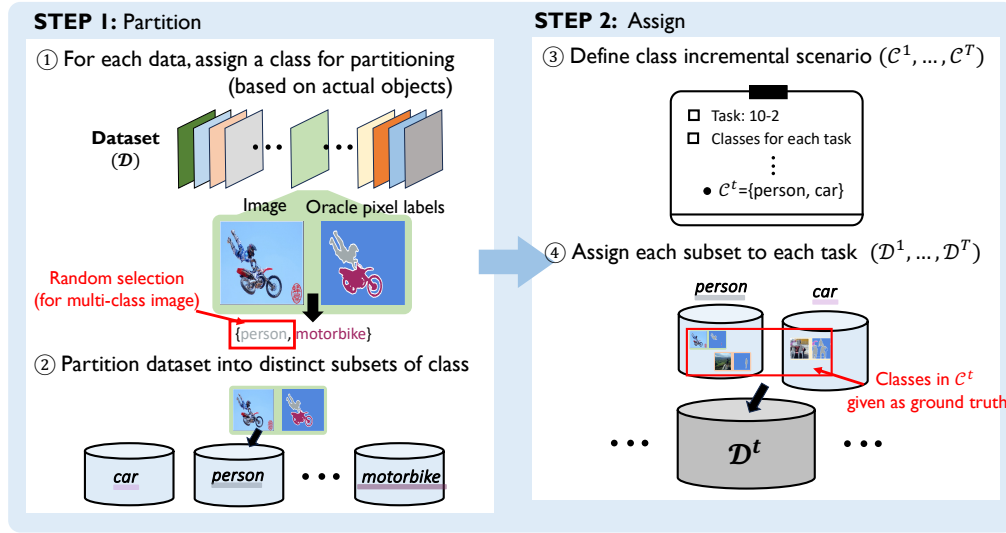 STEP 1: Partition
① For each data, assign a class for partitioning
(based on actual objects)
Dataset
(𝒟)
Image
Oracle pixel labels
Random selection
(for multi-class image)
{person, motorbike}
② Partition dataset into distinct subsets of class
car
person
motorbike
STEP 2: Assign
③ Define class incremental scenario (𝒞¹, ..., 𝒞ᵀ)
Task: 10-2
Classes for each task
● 𝒞ᵗ={person, car}
④ Assign each subset to each task (𝒟¹, ..., 𝒟ᵀ)
person
car
Classes in 𝒞ᵗ
given as ground truth
𝒟ᵗ